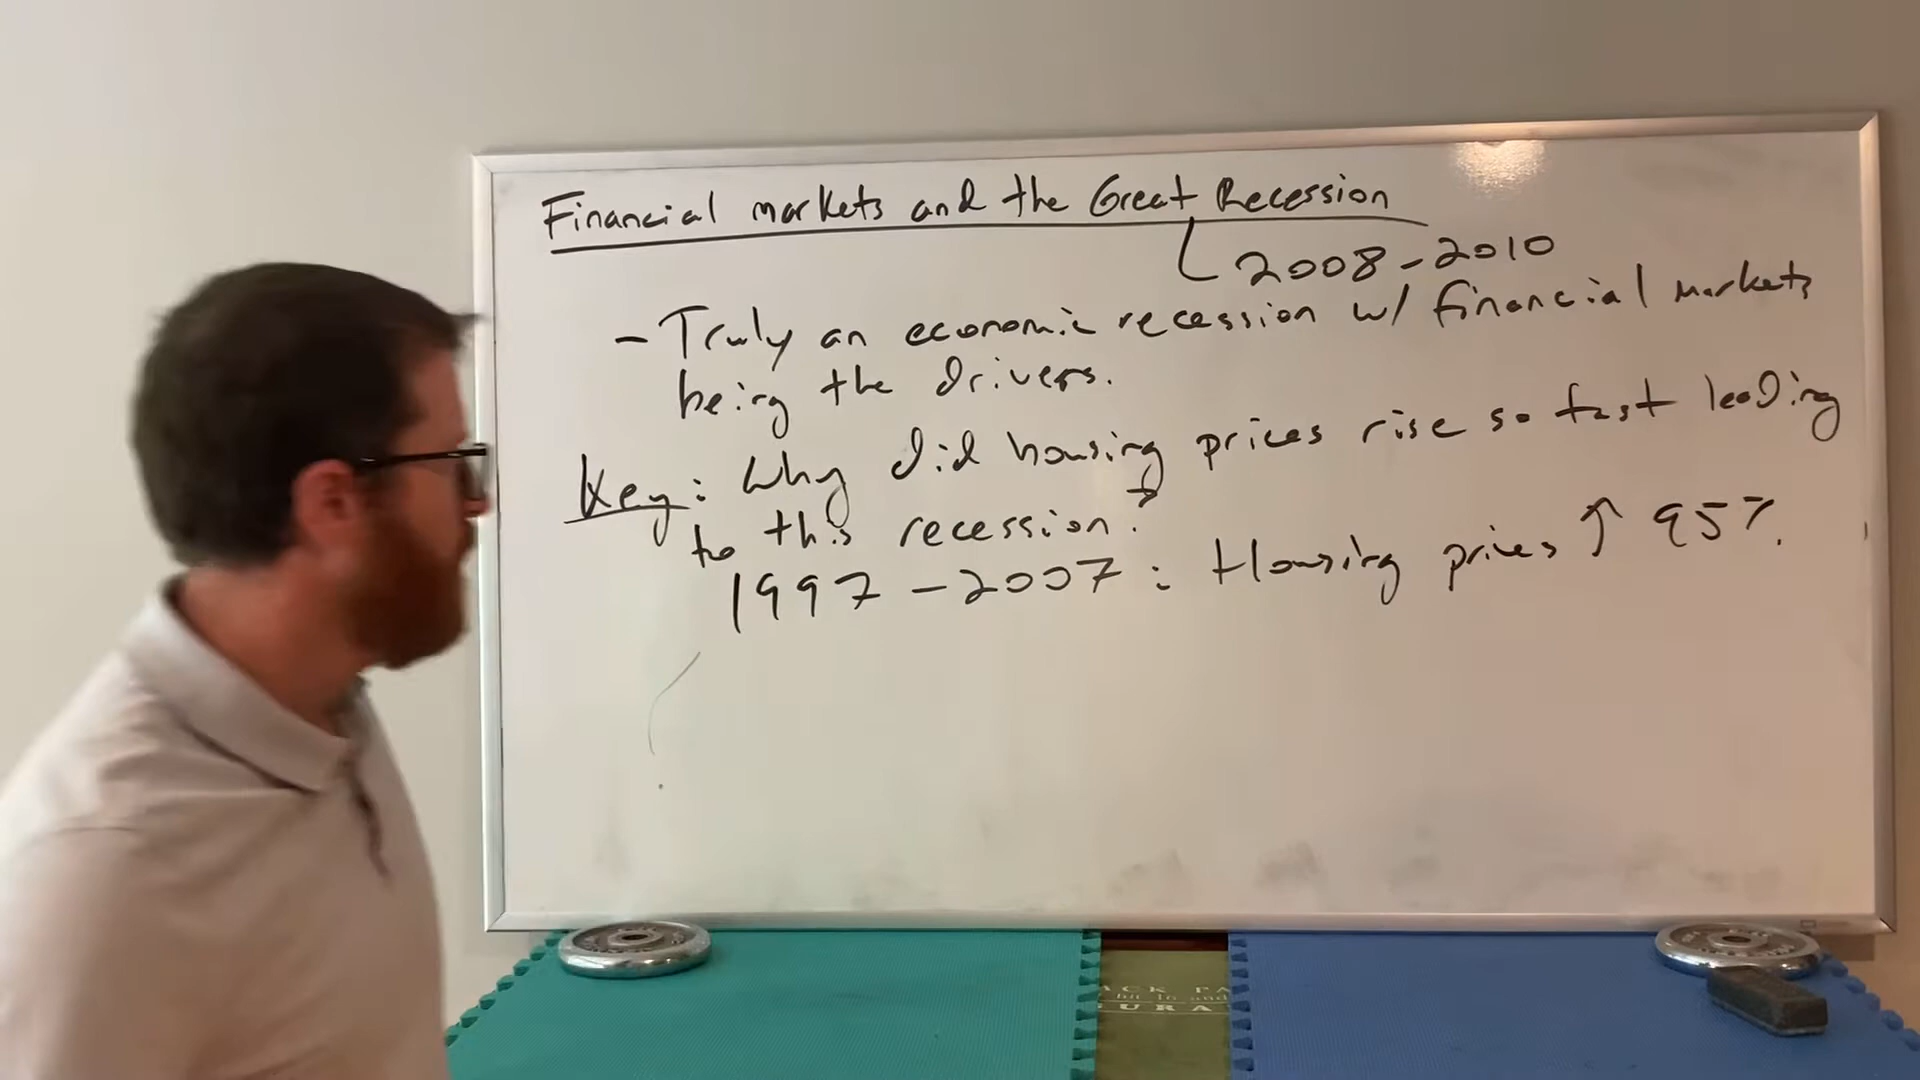 Financial markets and the Great Recession
2008-2010
- Truly an economic recession w/ financial markets
being the drivers.
Key: Why did housing prices rise so fast leading
to this recession?
1997-2007: Housing prices ↑ 95%